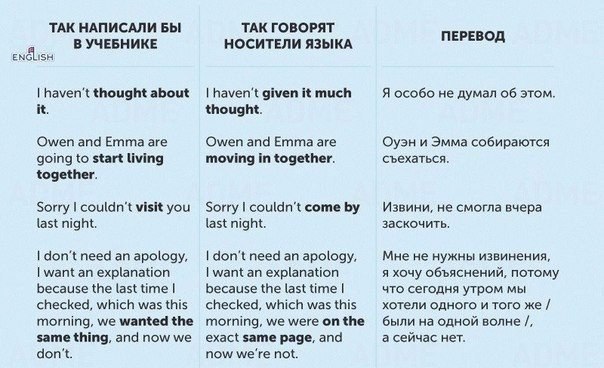 ТАК НАПИСАЛИ БЫ
В УЧЕБНИКЕ
ТАК ГОВОРЯТ
НОСИТЕЛИ ЯЗЫКА
ПЕРЕВОД
ENGLISH
I haven't thought about
it.
I haven't given it much
thought.
Я особо не думал об этом.
Owen and Emma are
going to start living
together.
Owen and Emma are
moving in together.
Оуэн и Эмма собираются
съехаться.
Sorry I couldn't visit you
last night.
Sorry I couldn't come by
last night.
Извини, не смогла вчера
заскочить.
I don't need an apology,
I want an explanation
because the last time I
checked, which was this
morning, we wanted the
same thing, and now we
don't.
I don't need an apology,
I want an explanation
because the last time I
checked, which was this
morning, we were on the
exact same page, and
now we're not.
Мне не нужны извинения,
я хочу объяснений, потому
что сегодня утром мы
хотели одного и того же /
были на одной волне /,
а сейчас нет.